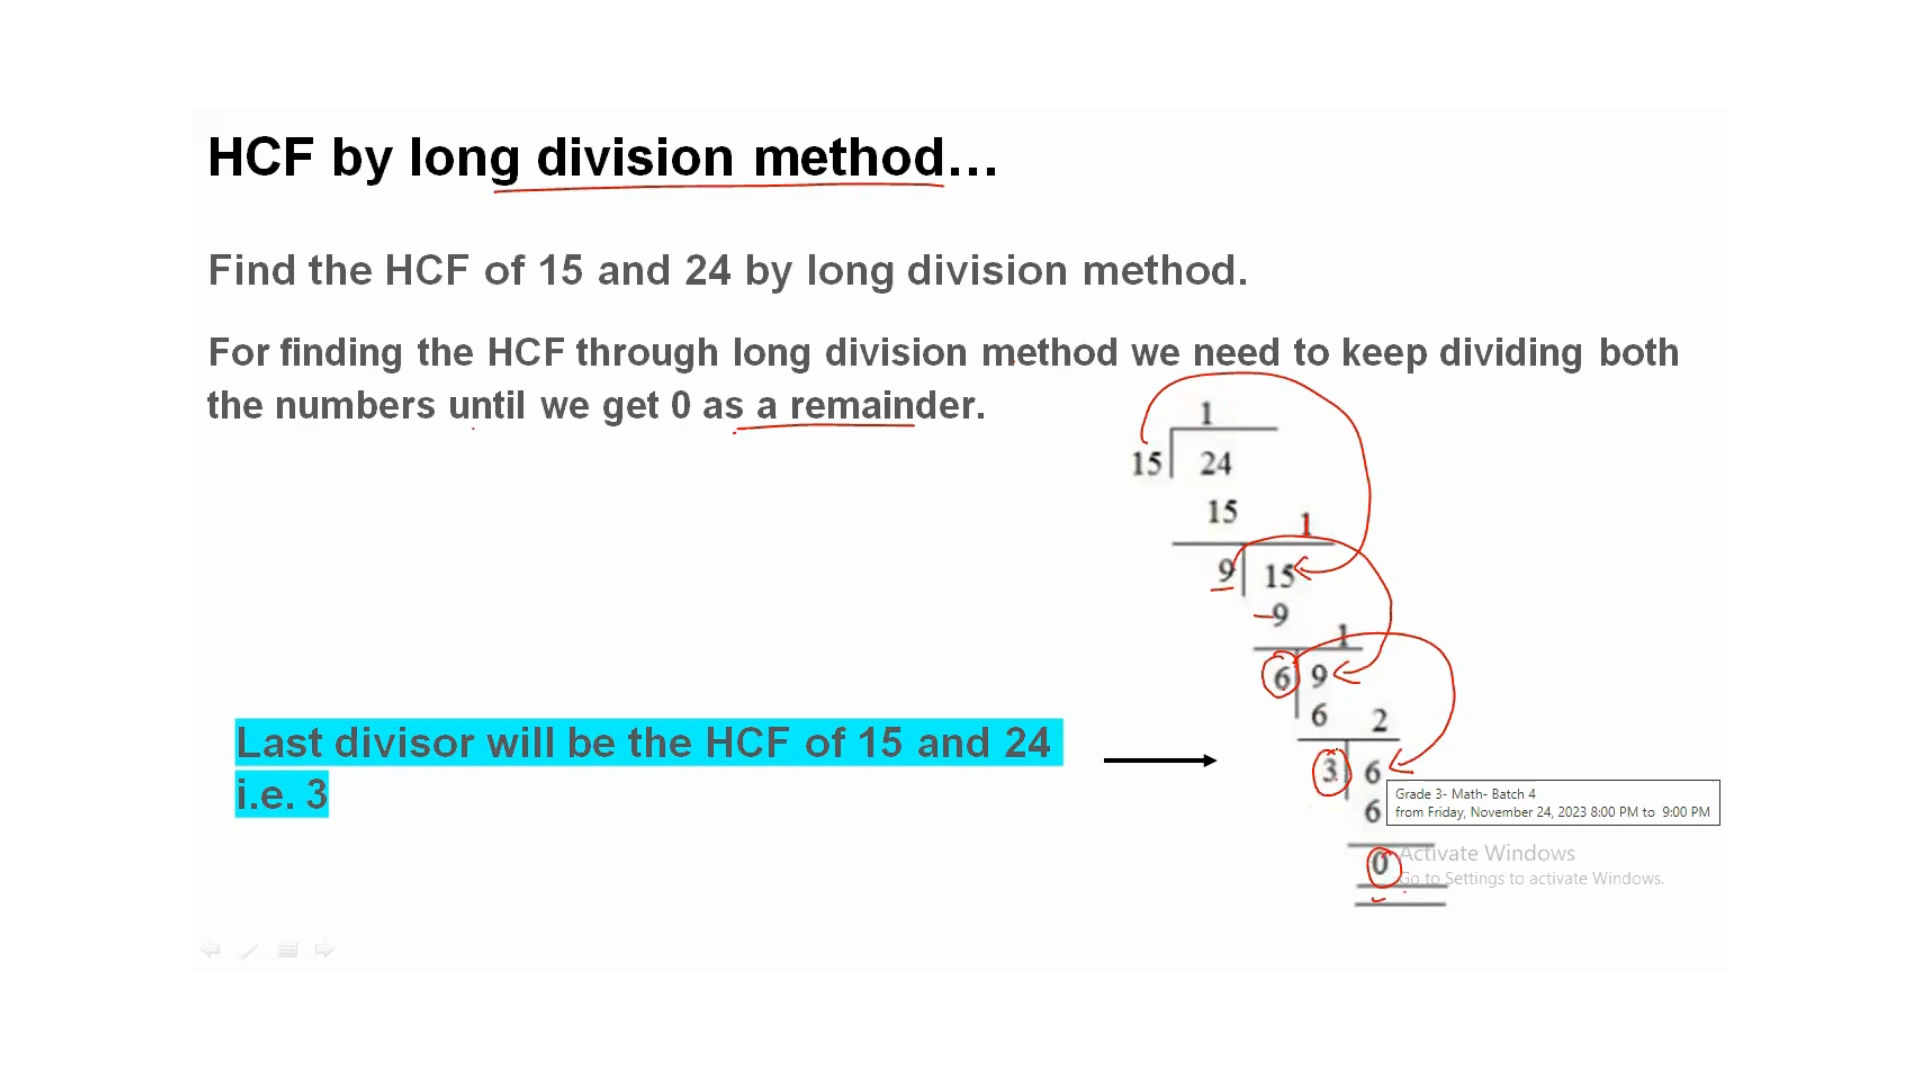 HCF by long division method...
Find the HCF of 15 and 24 by long division method.
For finding the HCF through long division method we need to keep dividing both
the numbers until we get 0 as a remainder.
1
15 24
15 1
9 15
-9 1
6 9
6 2
Last divisor will be the HCF of 15 and 24
i.e. 3
3 6
Grade 3- Math- Batch 4
6 from Friday, November 24, 2023 8:00 PM to 9:00 PM
0 Activate Windows
Go to Settings to activate Windows.